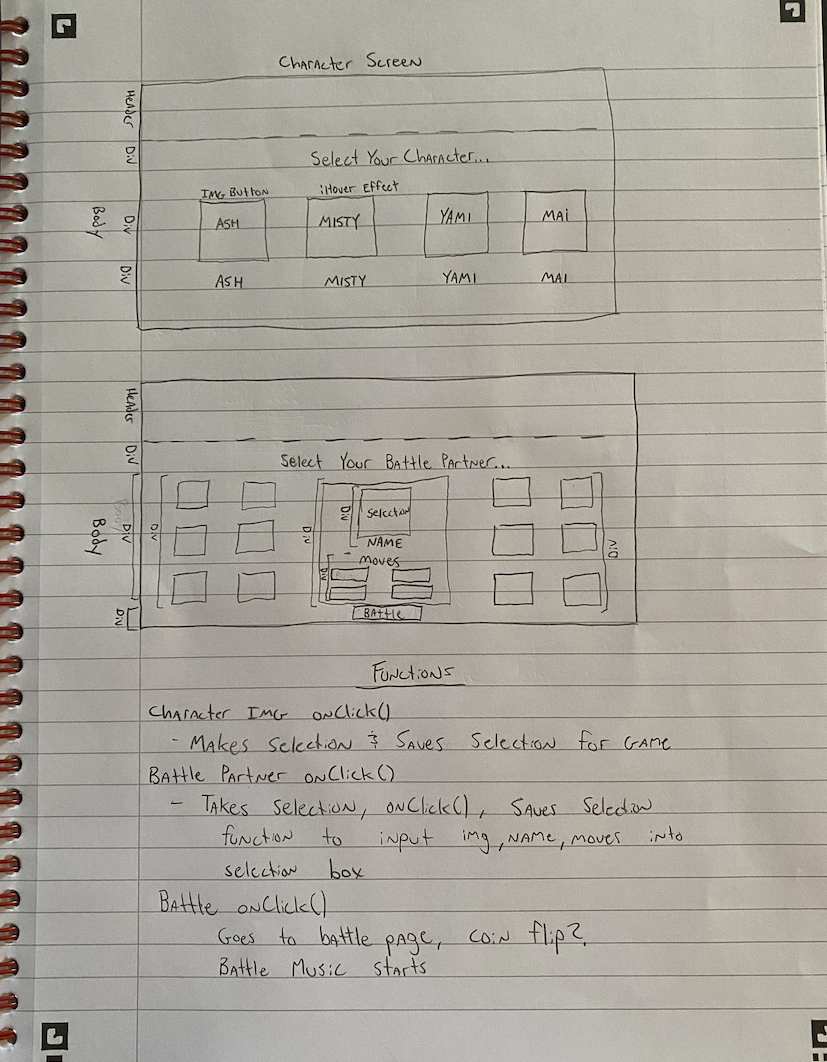 Character Screen
Header
Div
Select Your Character...
IMG Button
:Hover Effect
Body
Div
ASH
MISTY
YAMI
MAI
Div
ASH
MISTY
YAMI
MAI
Header
Div
Select Your Battle Partner...
Body
Div
Div
Div
Div
Selection
NAME
Div
moves
Div
Div
BAttle
Functions
Character IMG onClick()
- Makes Selection & Saves Selection for GAME
Battle Partner onClick()
- Takes Selection, onClick(), Saves Selection
function to input img, NAME, moves into
selection box
Battle onClick()
Goes to battle page, coin flip?,
Battle Music Starts